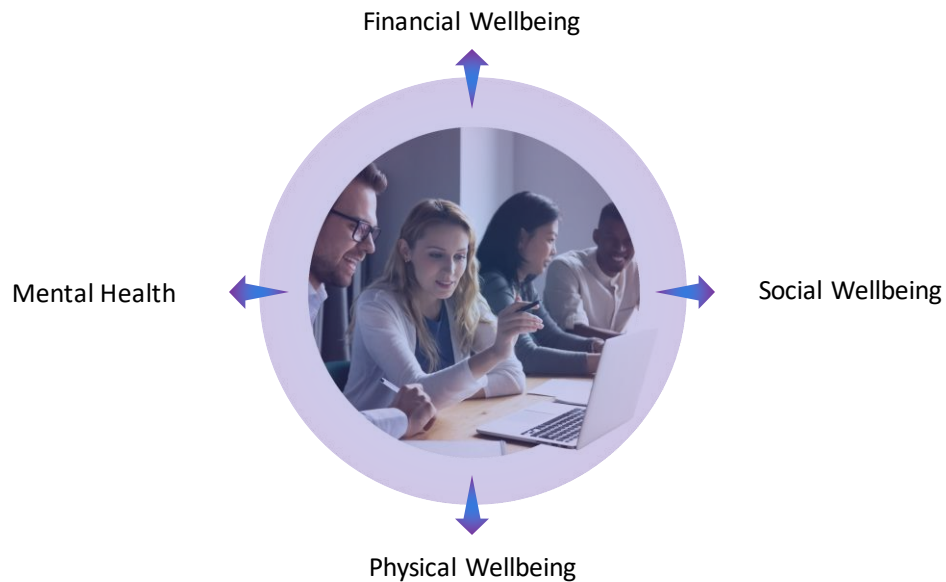 Financial Wellbeing
Mental Health
Social Wellbeing
Physical Wellbeing